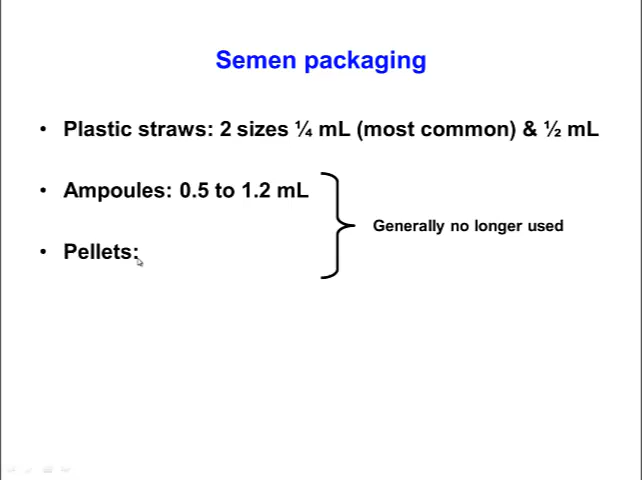 Semen packaging
• Plastic straws: 2 sizes ¼ mL (most common) & ½ mL
• Ampoules: 0.5 to 1.2 mL
Generally no longer used
• Pellets: